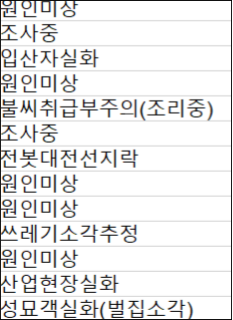 원인미상
조사중
입산자실화
원인미상
불씨취급부주의(조리중)
조사중
전봇대전선지락
원인미상
원인미상
쓰레기소각추정
원인미상
산업현장실화
성묘객실화(벌집소각)